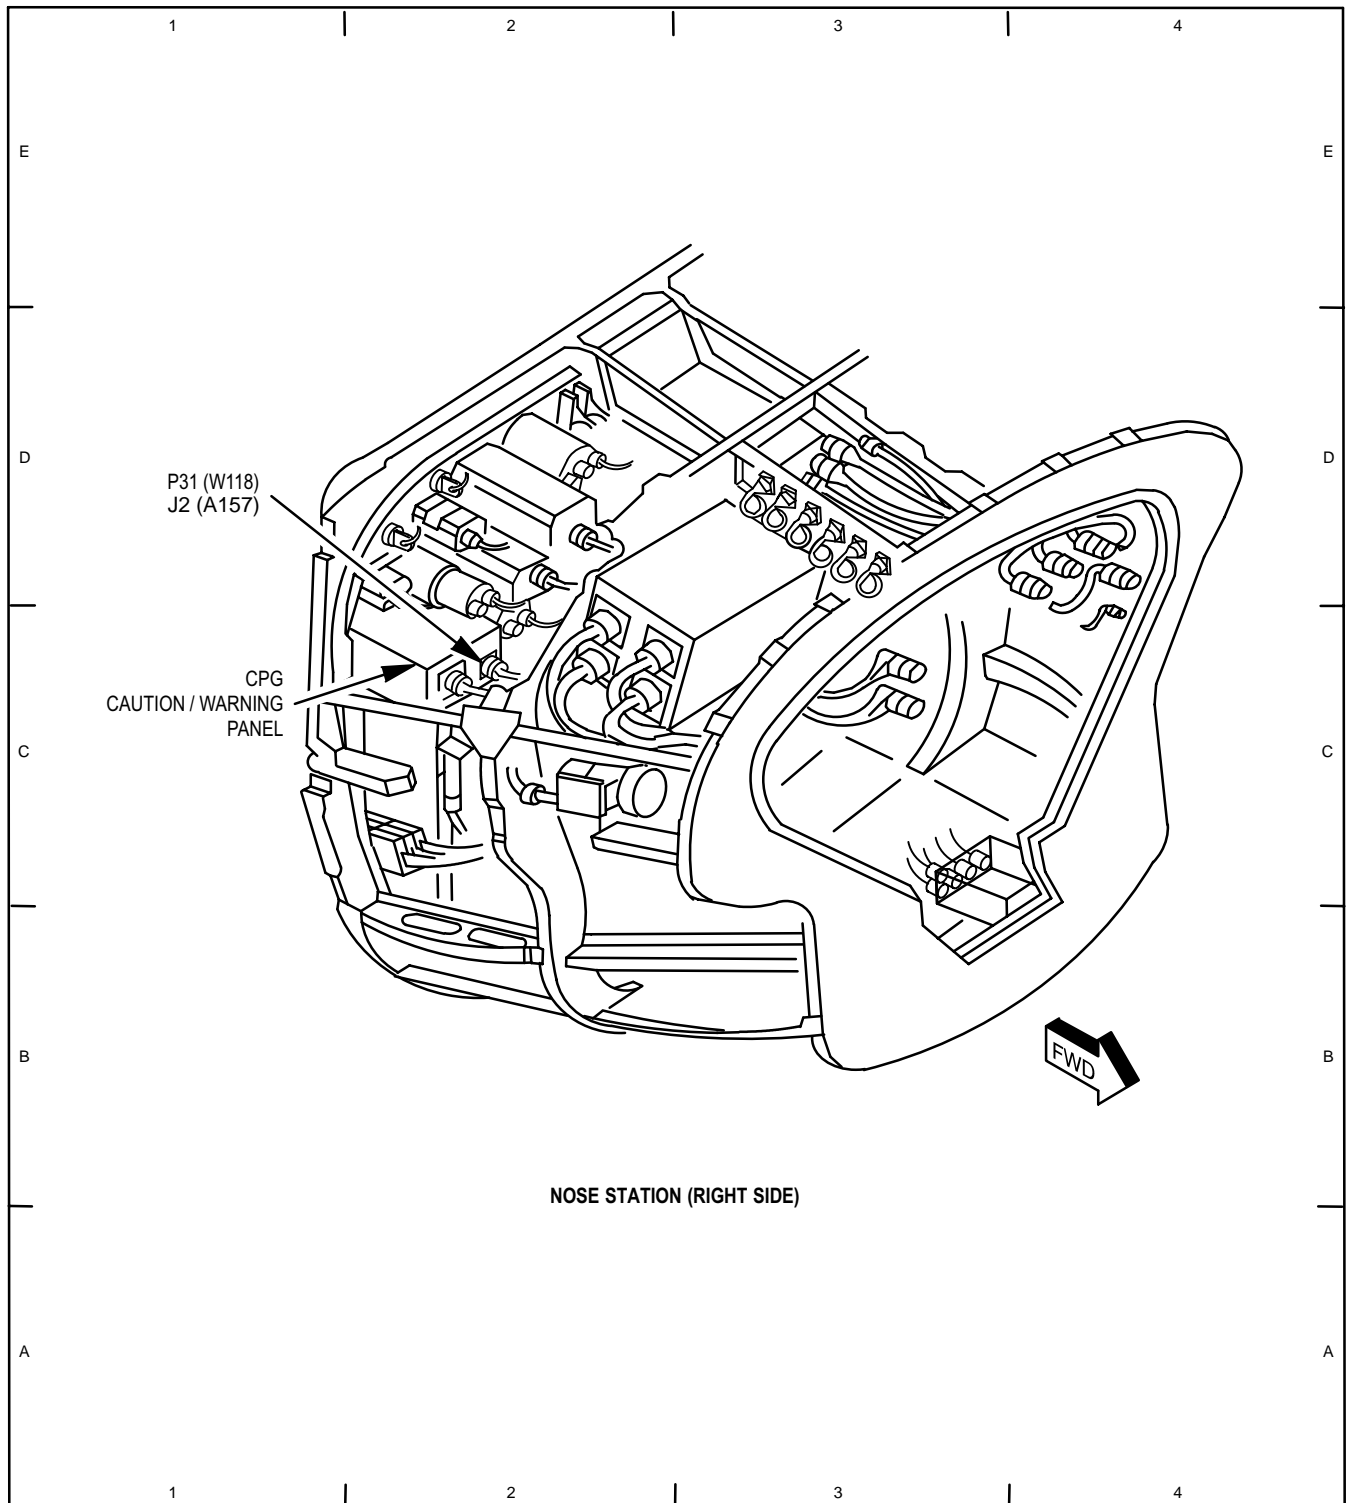 1 2 3 4
E E
D D
P31 (W118)
J2 (A157)
CPG
CAUTION / WARNING
PANEL
C C
B B
FWD
NOSE STATION (RIGHT SIDE)
A A
1 2 3 4